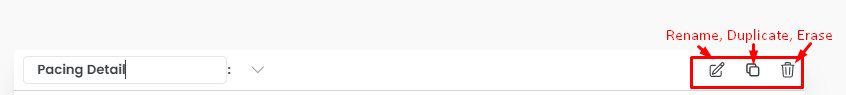 Rename, Duplicate, Erase
Pacing Detail :